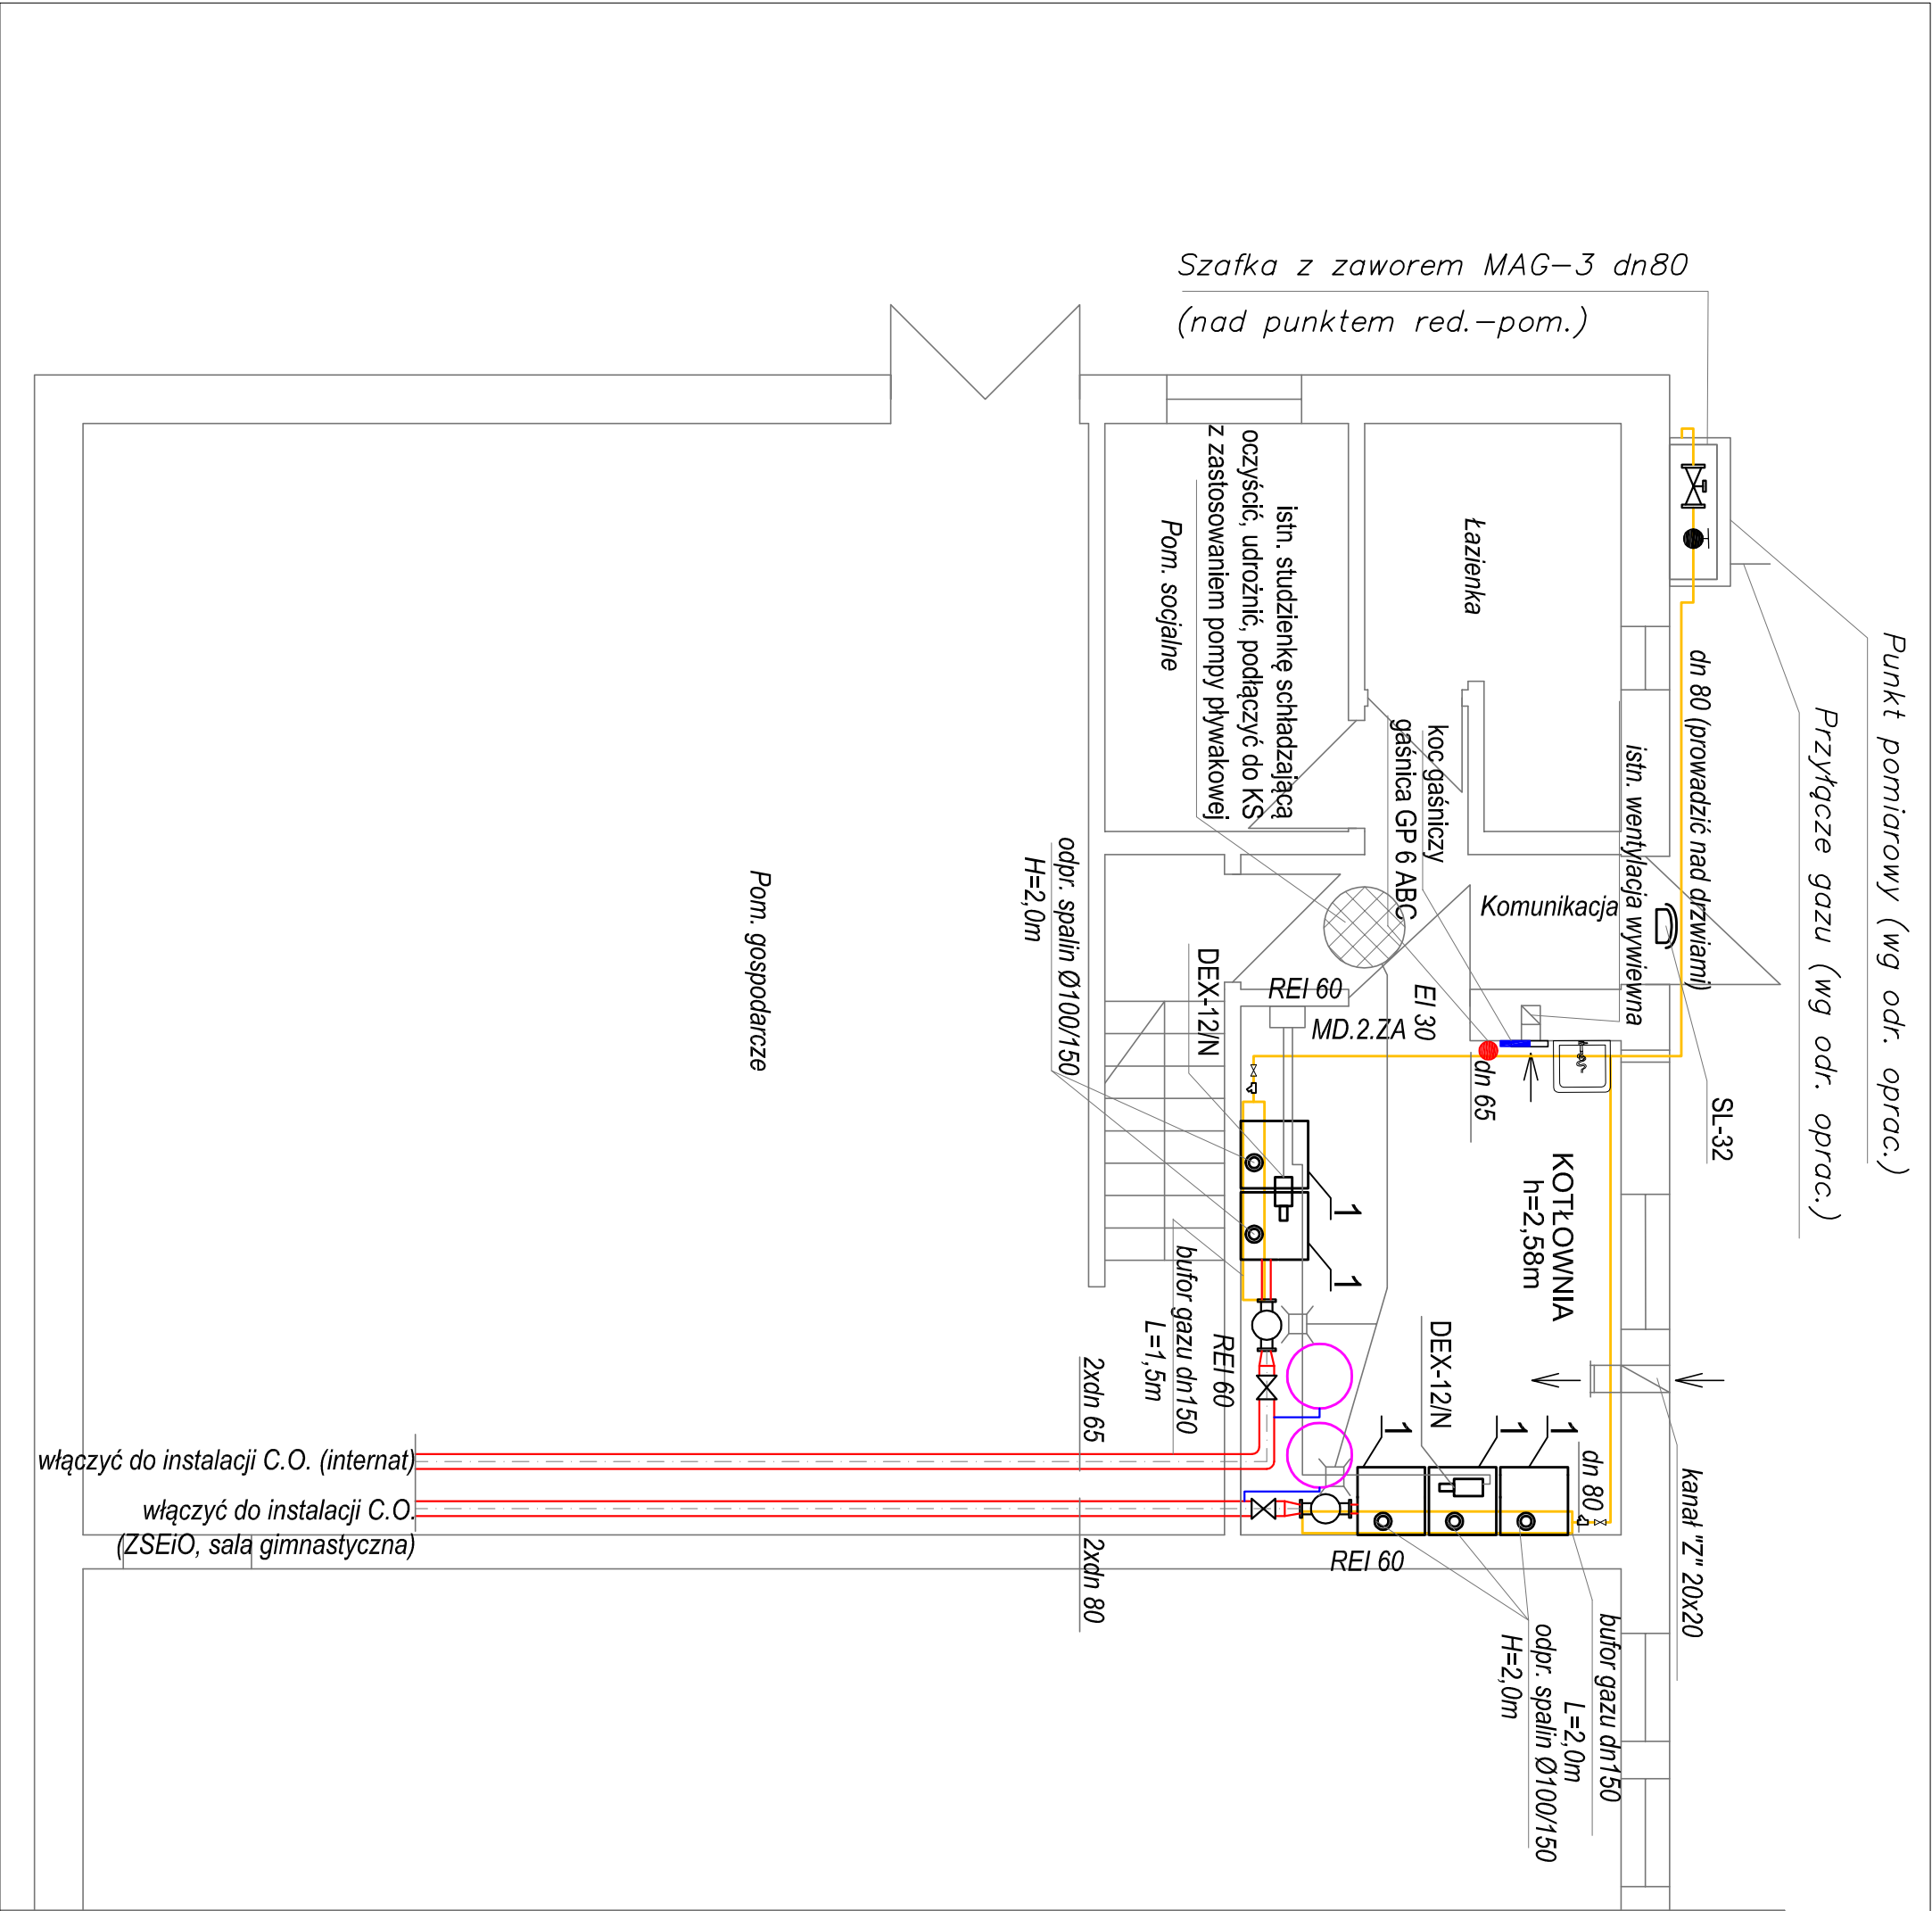 Szafka z zaworem MAG-3 dn80
(nad punktem red.-pom.)
Punkt pomiarowy (wg odr. oprac.)
Przyłącze gazu (wg odr. oprac.)
dn 80 (prowadzić nad drzwiami)
istn. wentylacja wywiewna
SL-32
Łazienka
istn. studzienkę schładzającą
oczyścić, udrożnić, podłączyć do KS
z zastosowaniem pompy pływakowej
Pom. socjalne
koc gaśniczy
gaśnica GP 6 ABC
Komunikacja
EI 30
REI 60
MD.2.ZA
dn 65
DEX-12/N
odpr. spalin Ø100/150
H=2,0m
Pom. gospodarcze
KOTŁOWNIA
h=2,58m
1
1
bufor gazu dn150
L=1,5m
REI 60
DEX-12/N
1
1
1
dn 80
kanał "Z" 20x20
REI 60
bufor gazu dn150
L=2,0m
odpr. spalin Ø100/150
H=2,0m
2xdn 65
2xdn 80
włączyć do instalacji C.O. (internat)
włączyć do instalacji C.O.
(ZSEiO, sala gimnastyczna)